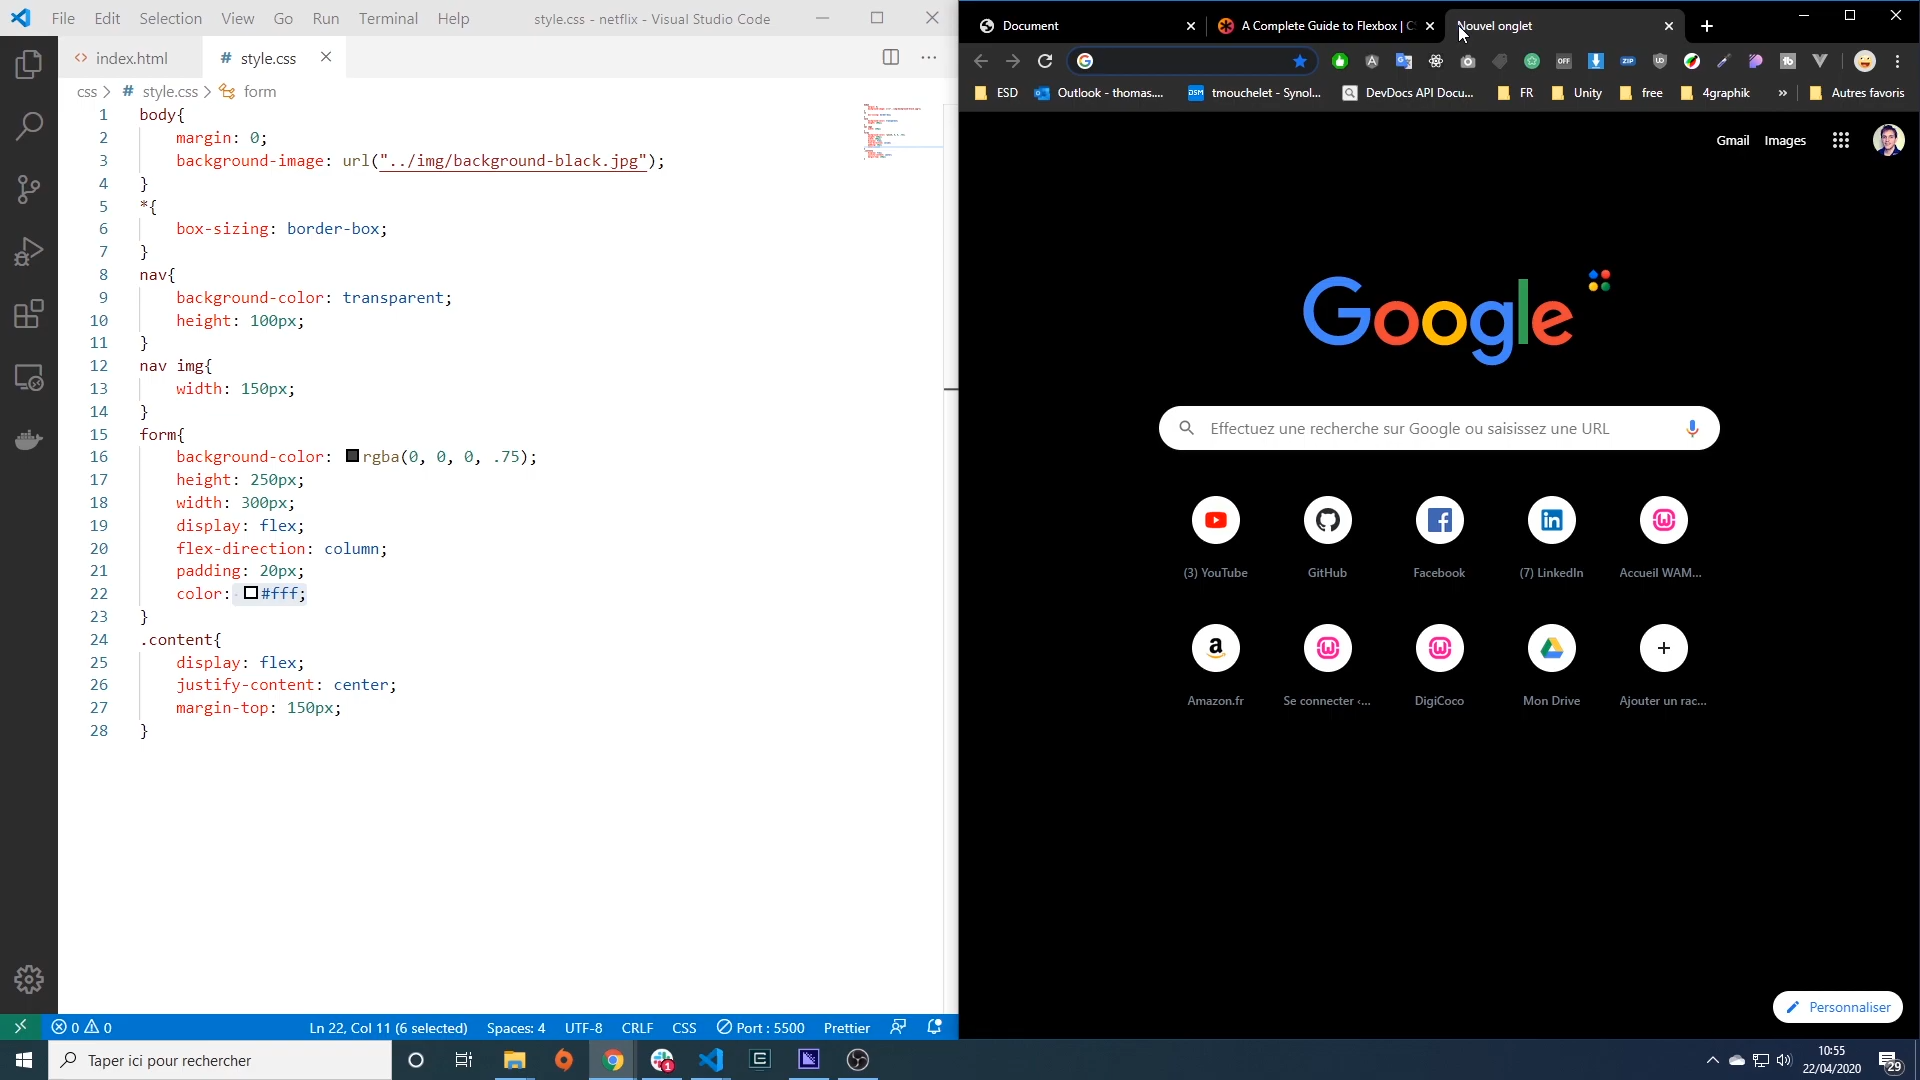 File Edit Selection View Go Run Terminal Help style.css - netflix - Visual Studio Code
<> index.html # style.css
css > # style.css > form
1 body{
2 margin: 0;
3 background-image: url("../img/background-black.jpg");
4 }
5 *{
6 box-sizing: border-box;
7 }
8 nav{
9 background-color: transparent;
10 height: 100px;
11 }
12 nav img{
13 width: 150px;
14 }
15 form{
16 background-color: rgba(0, 0, 0, .75);
17 height: 250px;
18 width: 300px;
19 display: flex;
20 flex-direction: column;
21 padding: 20px;
22 color: #fff;
23 }
24 .content{
25 display: flex;
26 justify-content: center;
27 margin-top: 150px;
28 }
0 0 Ln 22, Col 11 (6 selected) Spaces: 4 UTF-8 CRLF CSS Port : 5500 Prettier
Document A Complete Guide to Flexbox | Nouvel onglet
ESD Outlook - thomas.... DSM tmouchelet - Synol... DevDocs API Docu... FR Unity free 4graphik » Autres favoris
OFF ZIP
Gmail Images
Google
Effectuez une recherche sur Google ou saisissez une URL
(3) YouTube GitHub Facebook (7) LinkedIn Accueil WAM...
Amazon.fr Se connecter ‹... DigiCoco Mon Drive Ajouter un rac...
Personnaliser
Taper ici pour rechercher
1
10:55
22/04/2020
29